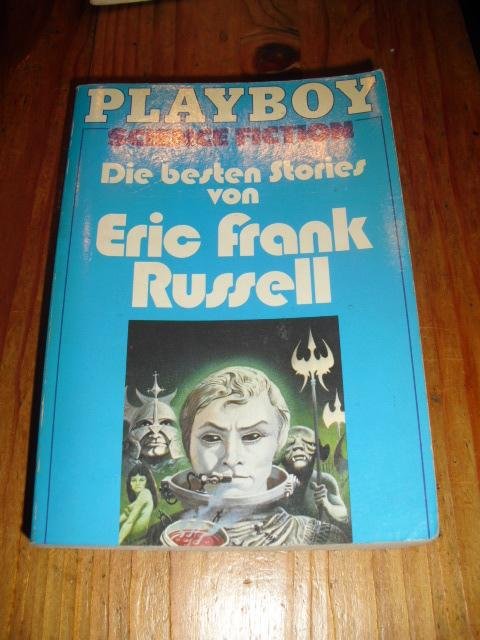 PLAYBOY
SCIENCE FICTION
Die besten Stories
von
Eric Frank
Russell